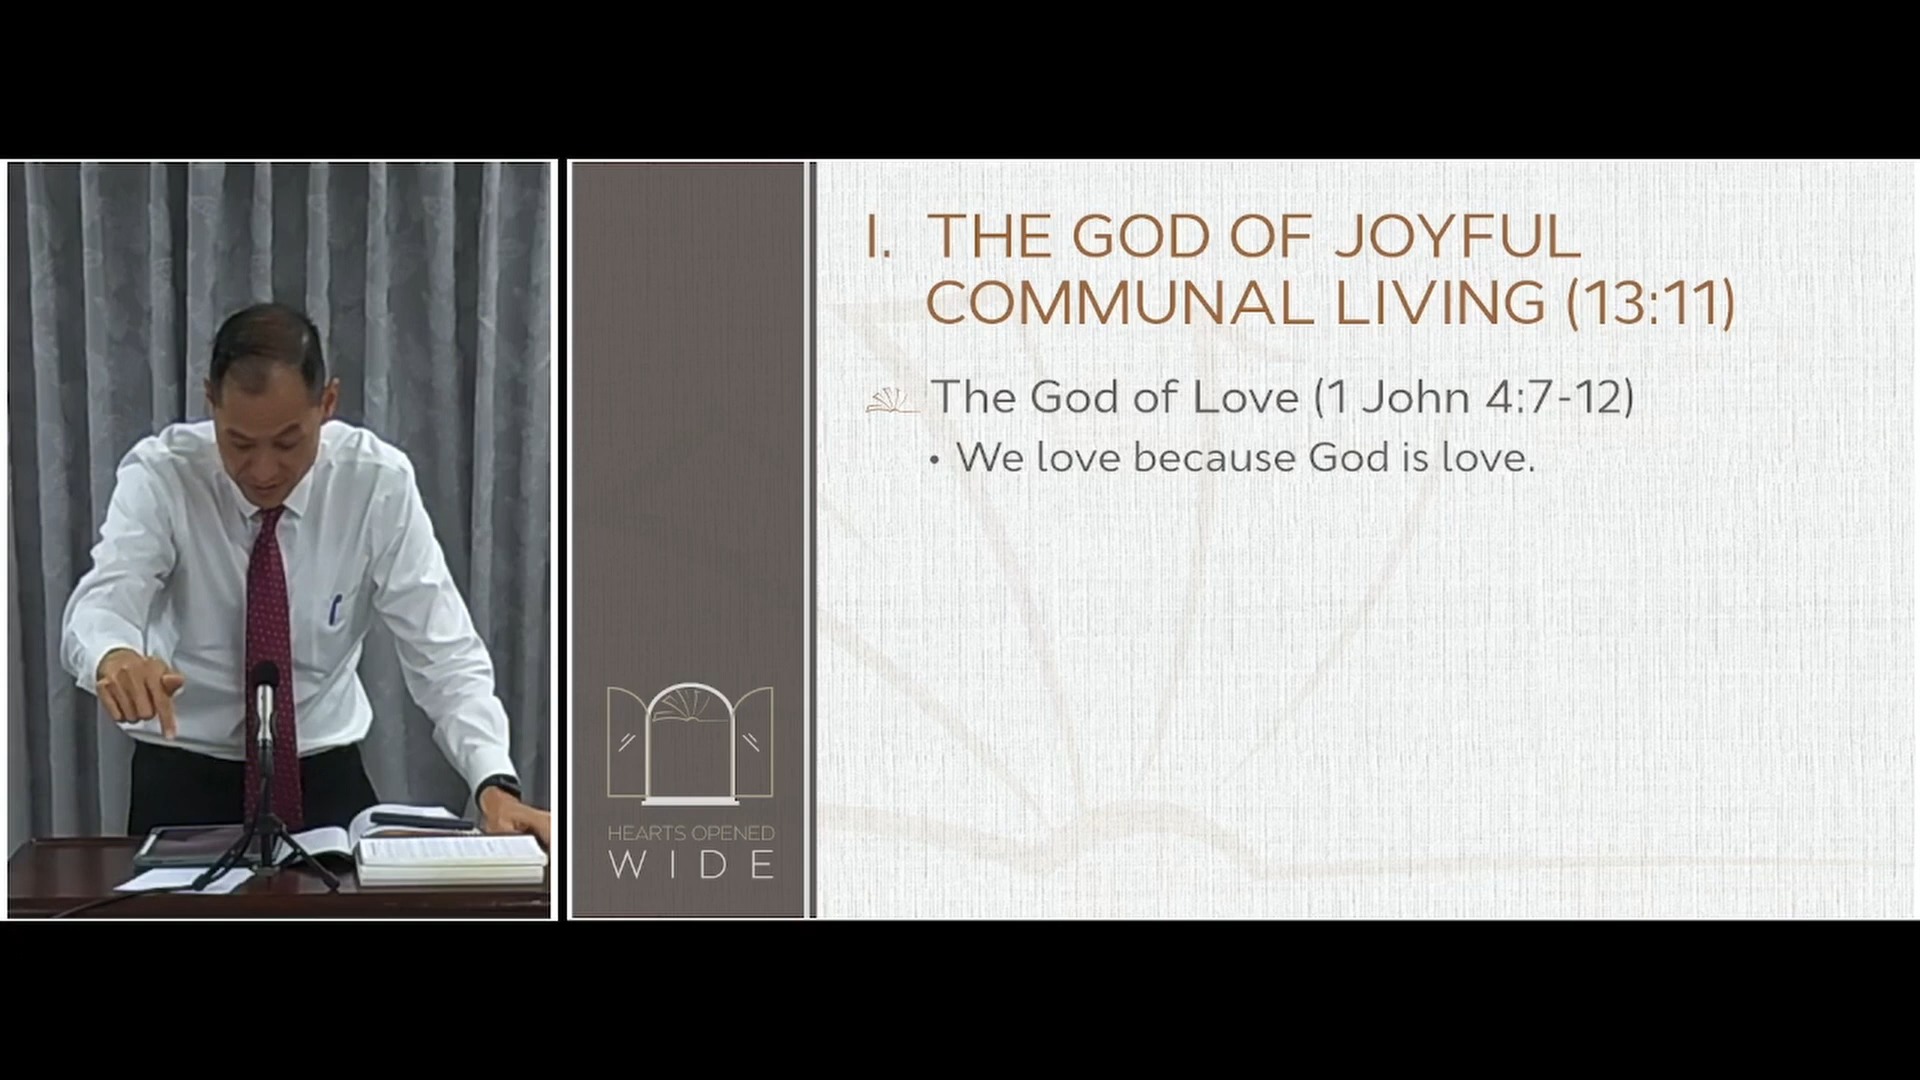 I. THE GOD OF JOYFUL
COMMUNAL LIVING (13:11)
The God of Love (1 John 4:7-12)
• We love because God is love.
HEARTS OPENED
WIDE